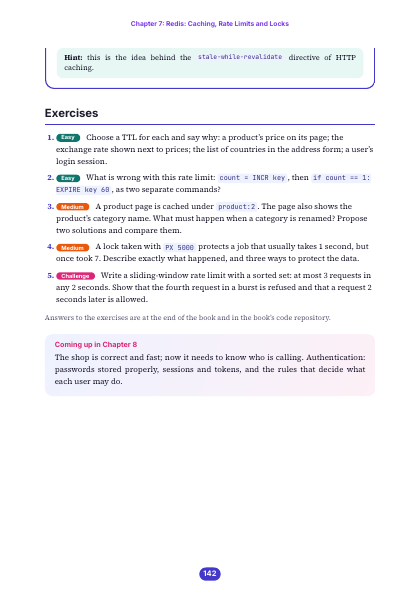 Chapter 7: Redis: Caching, Rate Limits and Locks
Hint: this is the idea behind the stale-while-revalidate directive of HTTP
caching.
Exercises
1. Easy Choose a TTL for each and say why: a product's price on its page; the
exchange rate shown next to prices; the list of countries in the address form; a user's
login session.
2. Easy What is wrong with this rate limit: count = INCR key, then if count == 1:
EXPIRE key 60, as two separate commands?
3. Medium A product page is cached under product:2. The page also shows the
product's category name. What must happen when a category is renamed? Propose
two solutions and compare them.
4. Medium A lock taken with PX 5000 protects a job that usually takes 1 second, but
once took 7. Describe exactly what happened, and three ways to protect the data.
5. Challenge Write a sliding-window rate limit with a sorted set: at most 3 requests in
any 2 seconds. Show that the fourth request in a burst is refused and that a request 2
seconds later is allowed.
Answers to the exercises are at the end of the book and in the book's code repository.
Coming up in Chapter 8
The shop is correct and fast; now it needs to know who is calling. Authentication:
passwords stored properly, sessions and tokens, and the rules that decide what
each user may do.
142